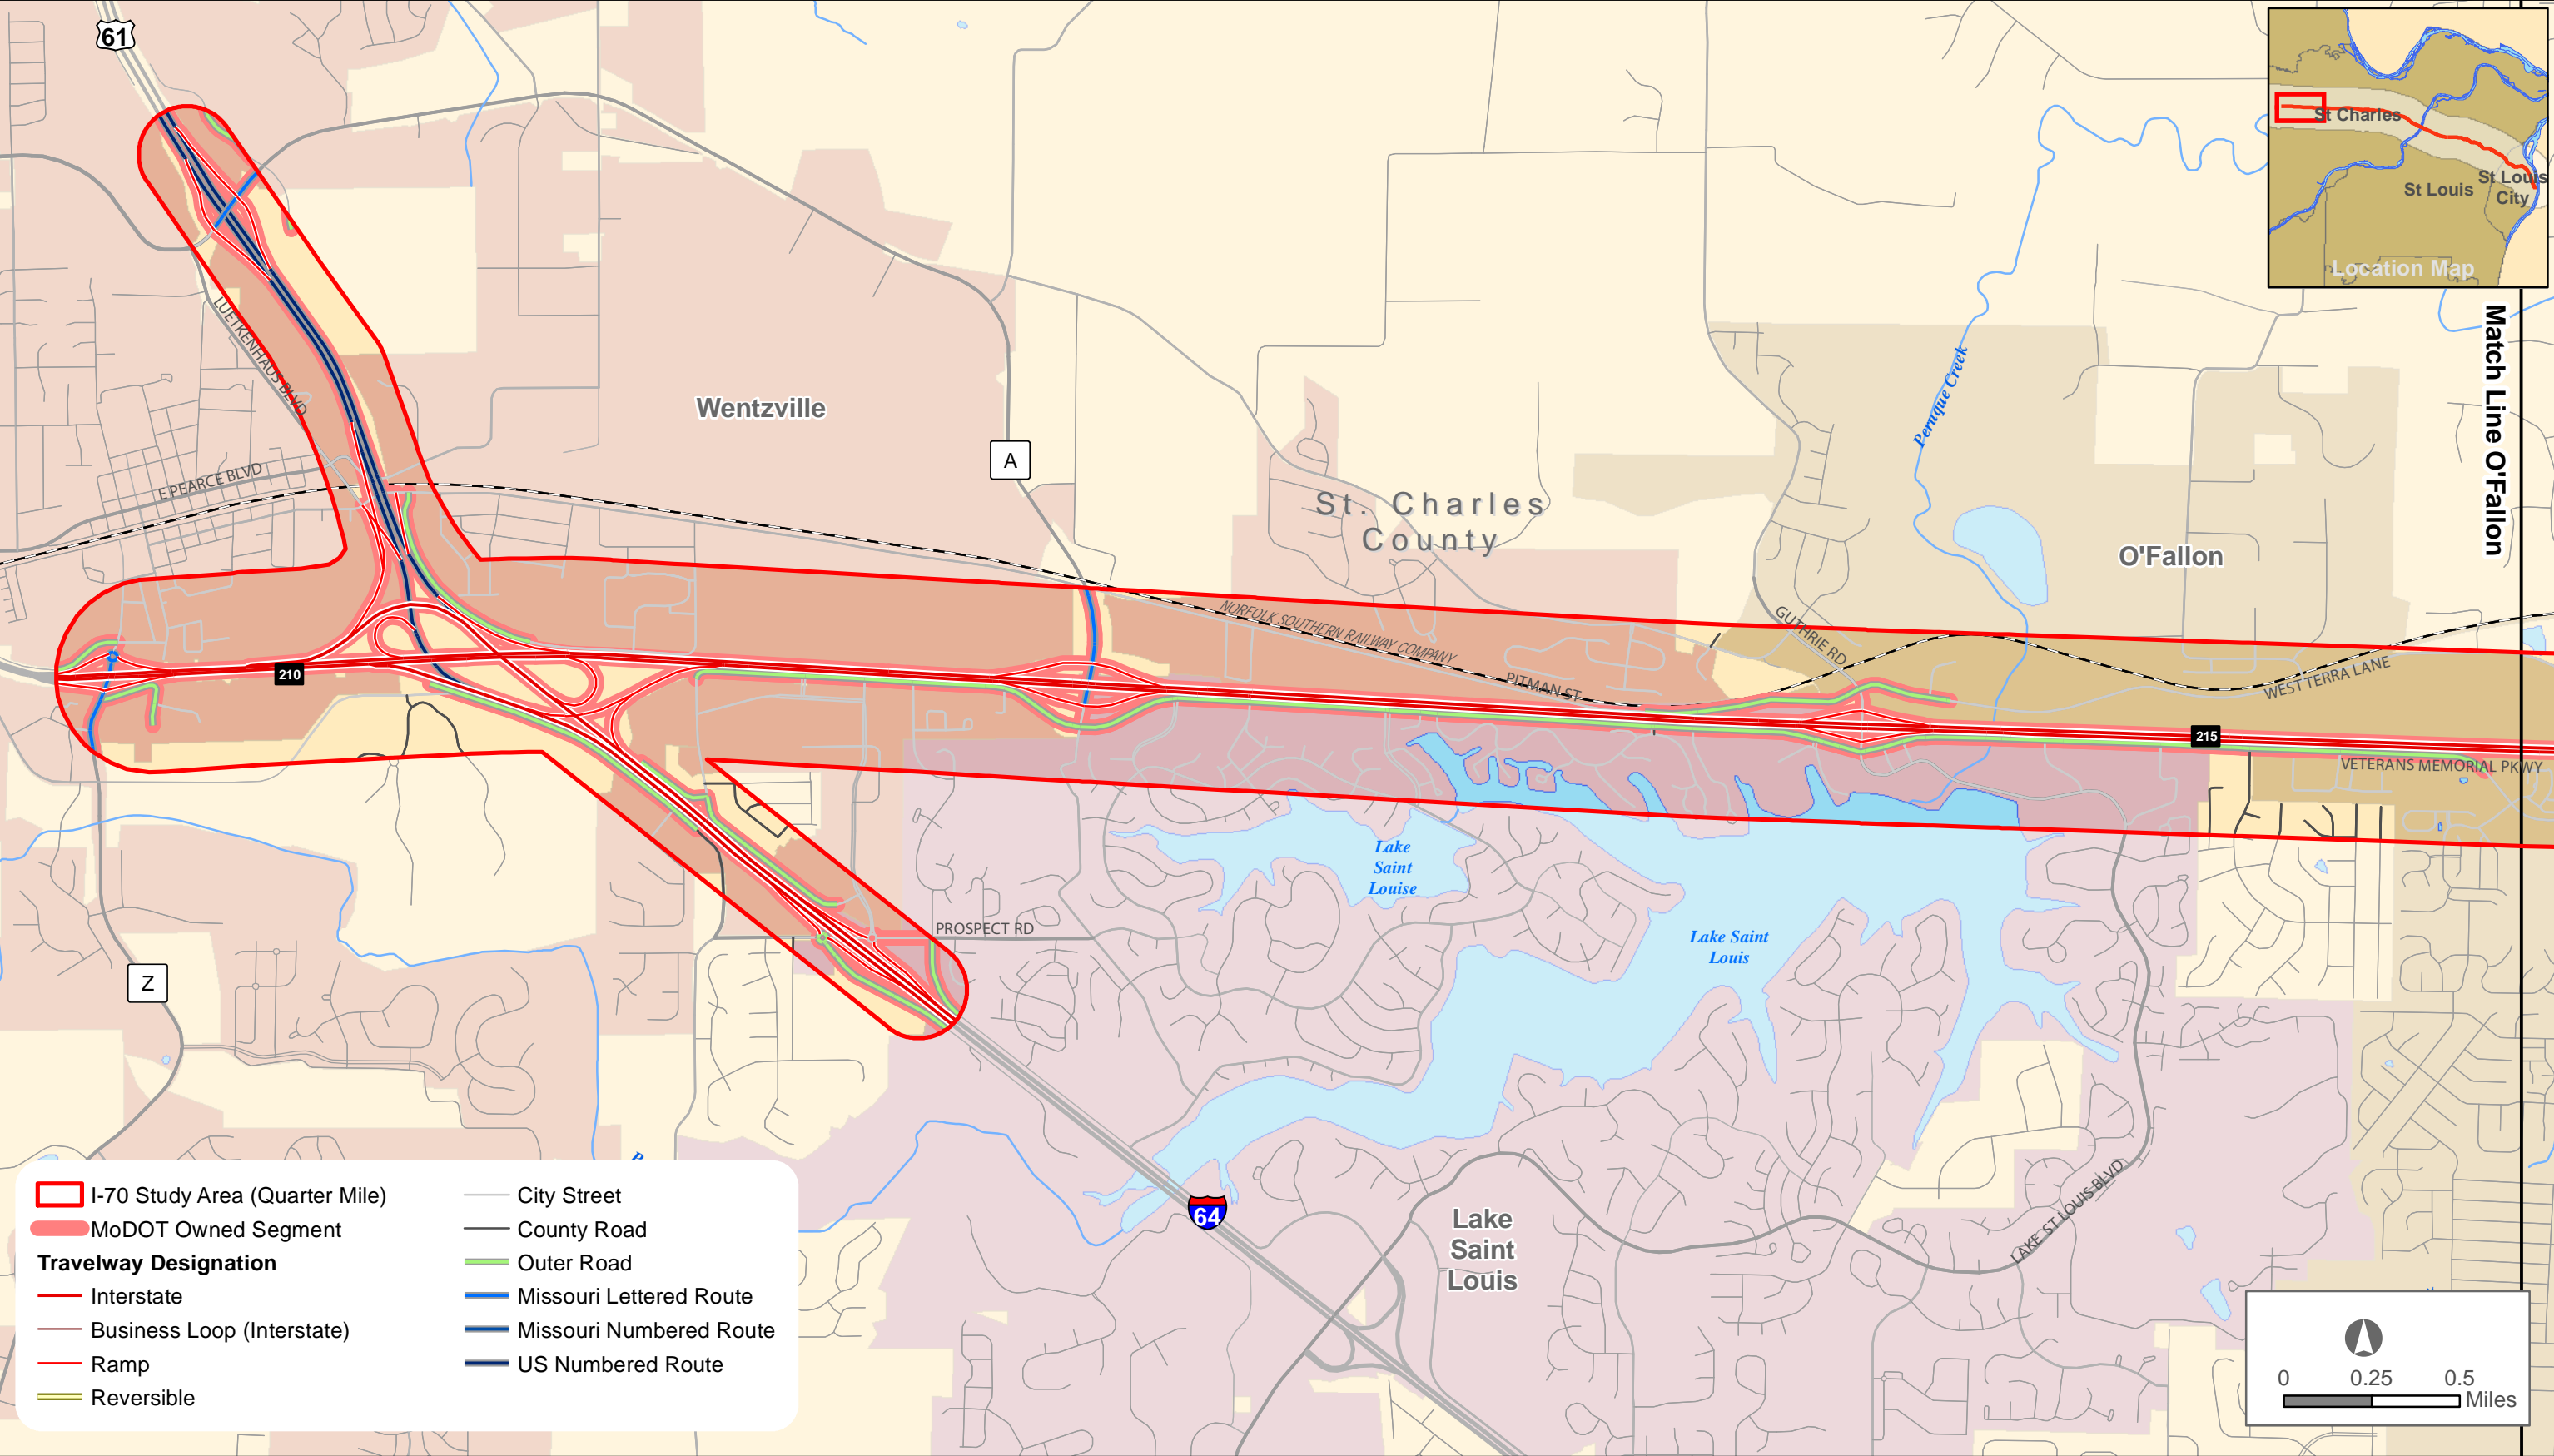 61
St Charles
St Louis
St Louis
City
Location Map
Match Line O'Fallon
LUETKENHAUS BLVD
Wentzville
Peruque Creek
A
E PEARCE BLVD
St. Charles
County
O'Fallon
NORFOLK SOUTHERN RAILWAY COMPANY
GUTHRIE RD
210
PITMAN ST
WEST TERRA LANE
215
VETERANS MEMORIAL PKWY
Lake
Saint
Louise
PROSPECT RD
Lake Saint
Louis
Z
64
Lake
Saint
Louis
LAKE ST LOUIS BLVD
I-70 Study Area (Quarter Mile)
MoDOT Owned Segment
Travelway Designation
Interstate
Business Loop (Interstate)
Ramp
Reversible
City Street
County Road
Outer Road
Missouri Lettered Route
Missouri Numbered Route
US Numbered Route
0 0.25 0.5
Miles